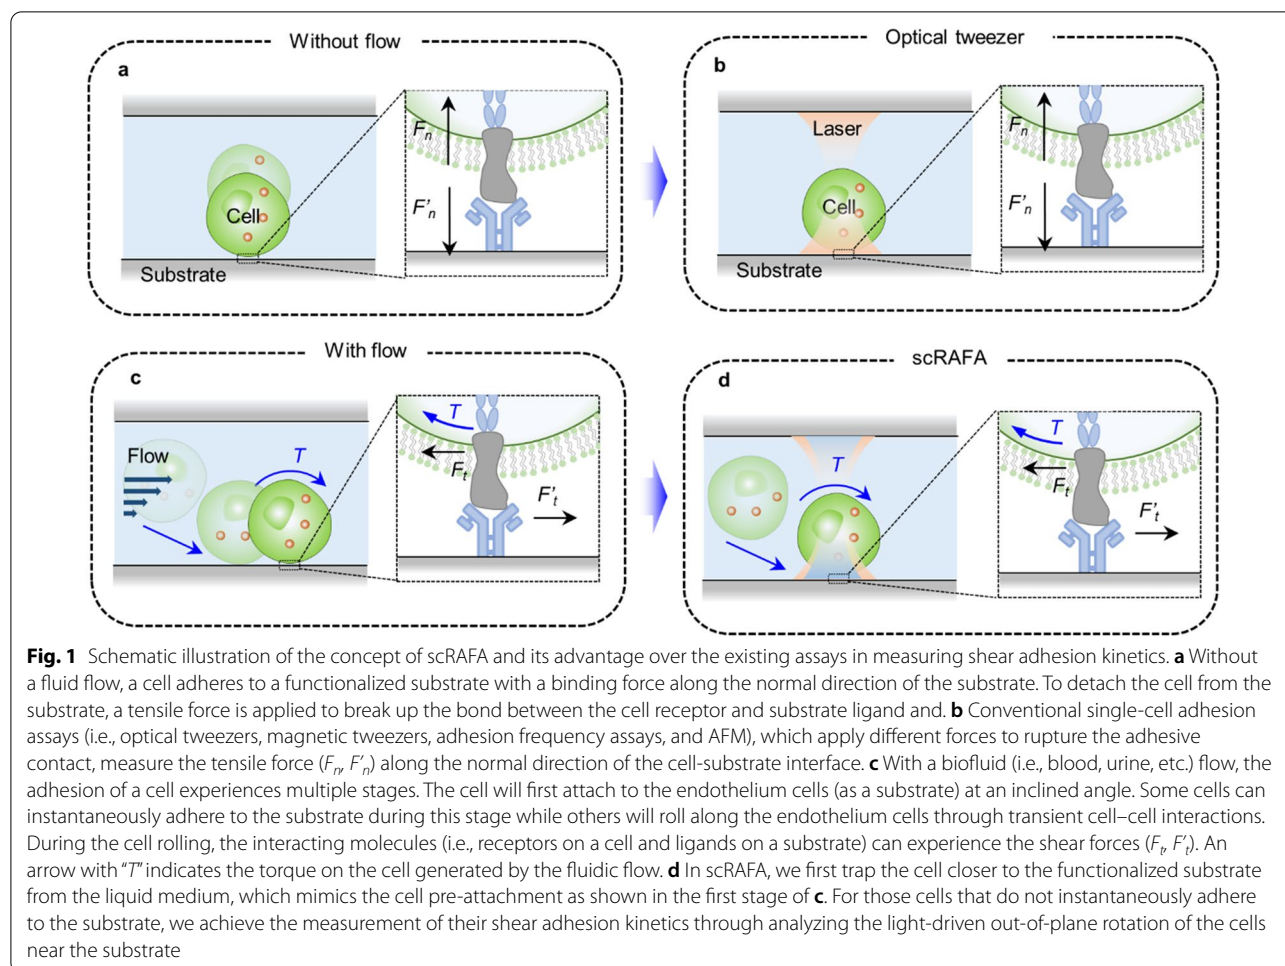 Without flow
a
Cell
Substrate
Fn
F'n
Optical tweezer
b
Laser
Cell
Substrate
Fn
F'n
With flow
c
Flow
T
T
Ft
F't
scRAFA
d
T
T
Ft
F't
Fig. 1 Schematic illustration of the concept of scRAFA and its advantage over the existing assays in measuring shear adhesion kinetics. a Without
a fluid flow, a cell adheres to a functionalized substrate with a binding force along the normal direction of the substrate. To detach the cell from the
substrate, a tensile force is applied to break up the bond between the cell receptor and substrate ligand and. b Conventional single-cell adhesion
assays (i.e., optical tweezers, magnetic tweezers, adhesion frequency assays, and AFM), which apply different forces to rupture the adhesive
contact, measure the tensile force (Fn, F'n) along the normal direction of the cell-substrate interface. c With a biofluid (i.e., blood, urine, etc.) flow, the
adhesion of a cell experiences multiple stages. The cell will first attach to the endothelium cells (as a substrate) at an inclined angle. Some cells can
instantaneously adhere to the substrate during this stage while others will roll along the endothelium cells through transient cell–cell interactions.
During the cell rolling, the interacting molecules (i.e., receptors on a cell and ligands on a substrate) can experience the shear forces (Ft, F't). An
arrow with "T" indicates the torque on the cell generated by the fluidic flow. d In scRAFA, we first trap the cell closer to the functionalized substrate
from the liquid medium, which mimics the cell pre-attachment as shown in the first stage of c. For those cells that do not instantaneously adhere
to the substrate, we achieve the measurement of their shear adhesion kinetics through analyzing the light-driven out-of-plane rotation of the cells
near the substrate